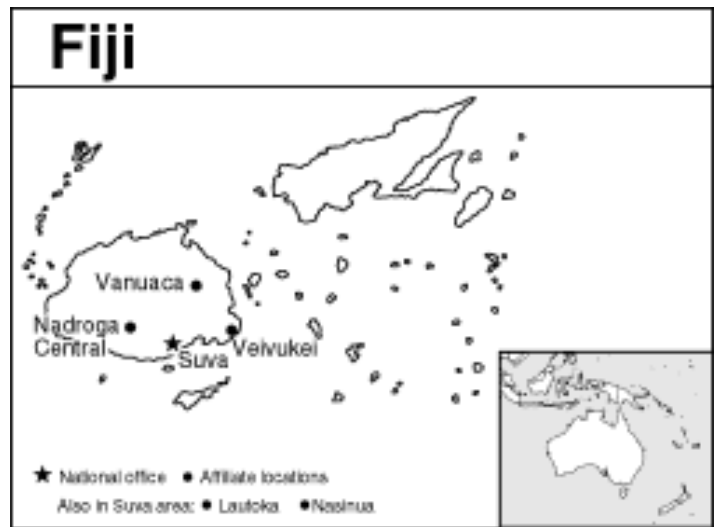 Fiji
Vanuaca
Nadroga
Central
Suva
Veivukei
National office Affiliate locations
Also in Suva area: Lautoka Nasinua